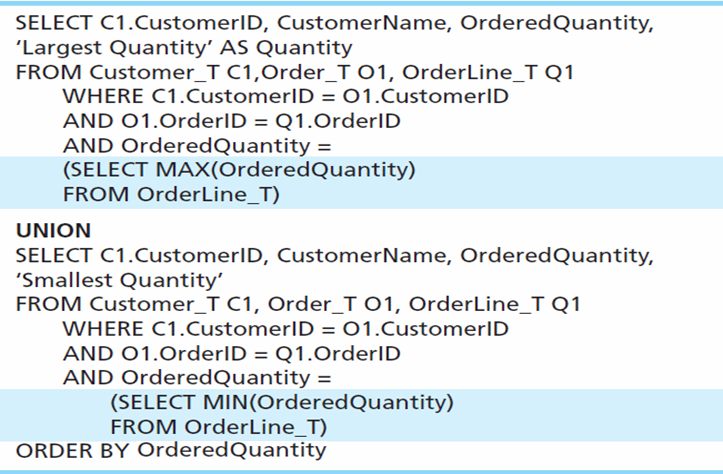 SELECT C1.CustomerID, CustomerName, OrderedQuantity,
‘Largest Quantity’ AS Quantity
FROM Customer_T C1,Order_T O1, OrderLine_T Q1
WHERE C1.CustomerID = O1.CustomerID
AND O1.OrderID = Q1.OrderID
AND OrderedQuantity =
(SELECT MAX(OrderedQuantity)
FROM OrderLine_T)
UNION
SELECT C1.CustomerID, CustomerName, OrderedQuantity,
‘Smallest Quantity’
FROM Customer_T C1, Order_T O1, OrderLine_T Q1
WHERE C1.CustomerID = O1.CustomerID
AND O1.OrderID = Q1.OrderID
AND OrderedQuantity =
(SELECT MIN(OrderedQuantity)
FROM OrderLine_T)
ORDER BY OrderedQuantity